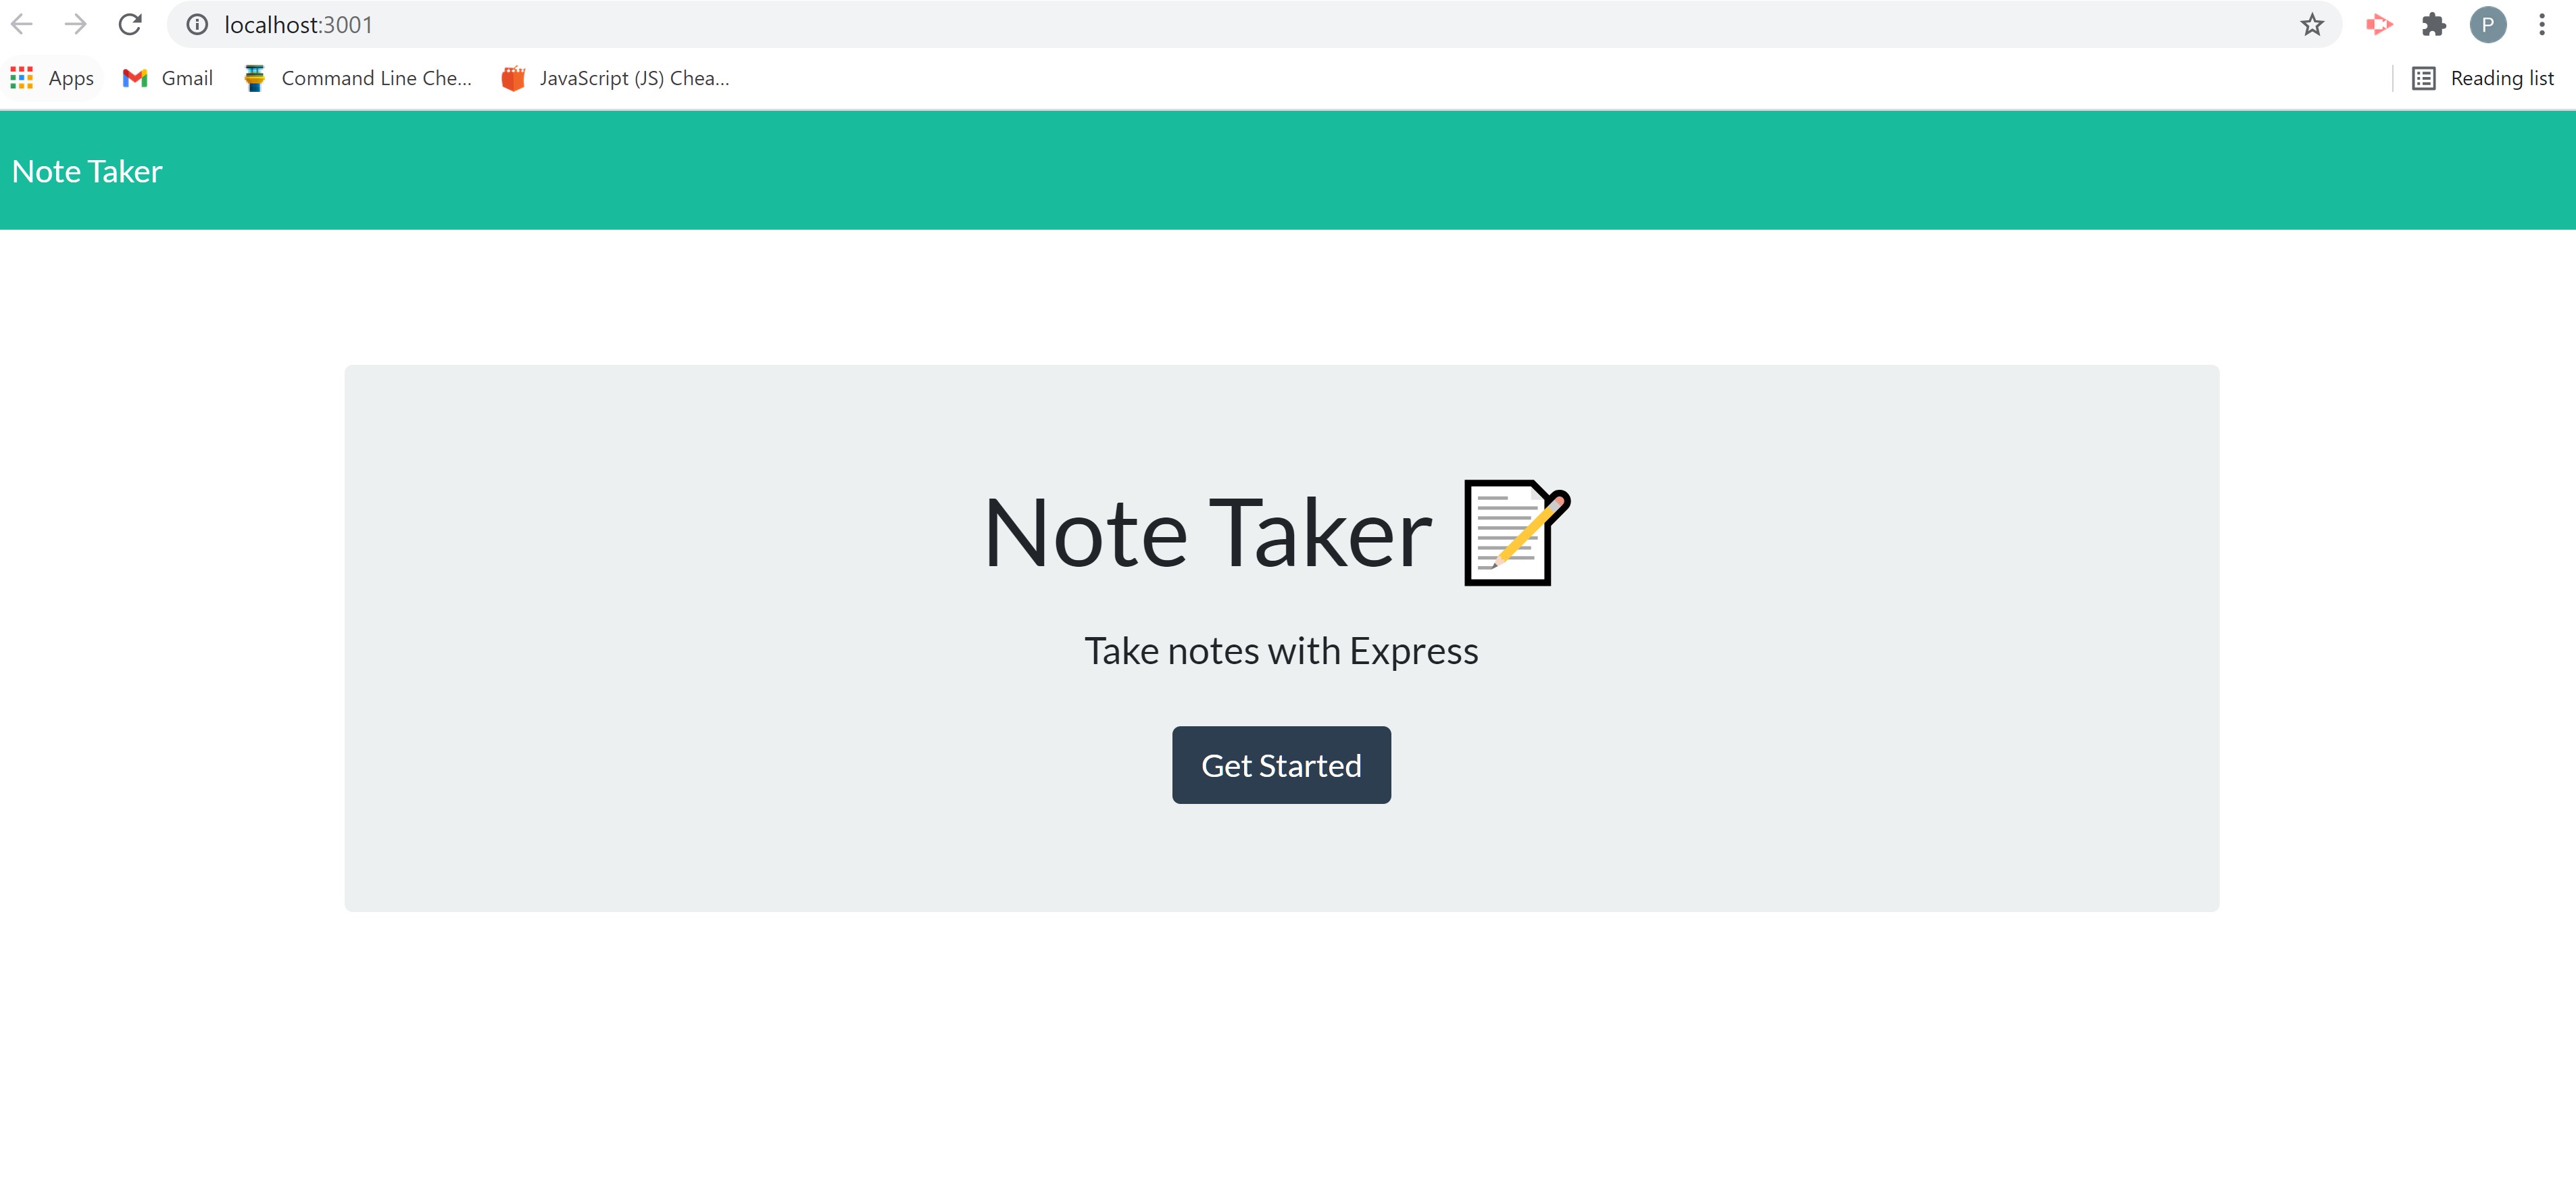 localhost:3001
P
Apps
Gmail
Command Line Che...
JavaScript (JS) Chea...
Reading list
Note Taker
Note Taker
Take notes with Express
Get Started